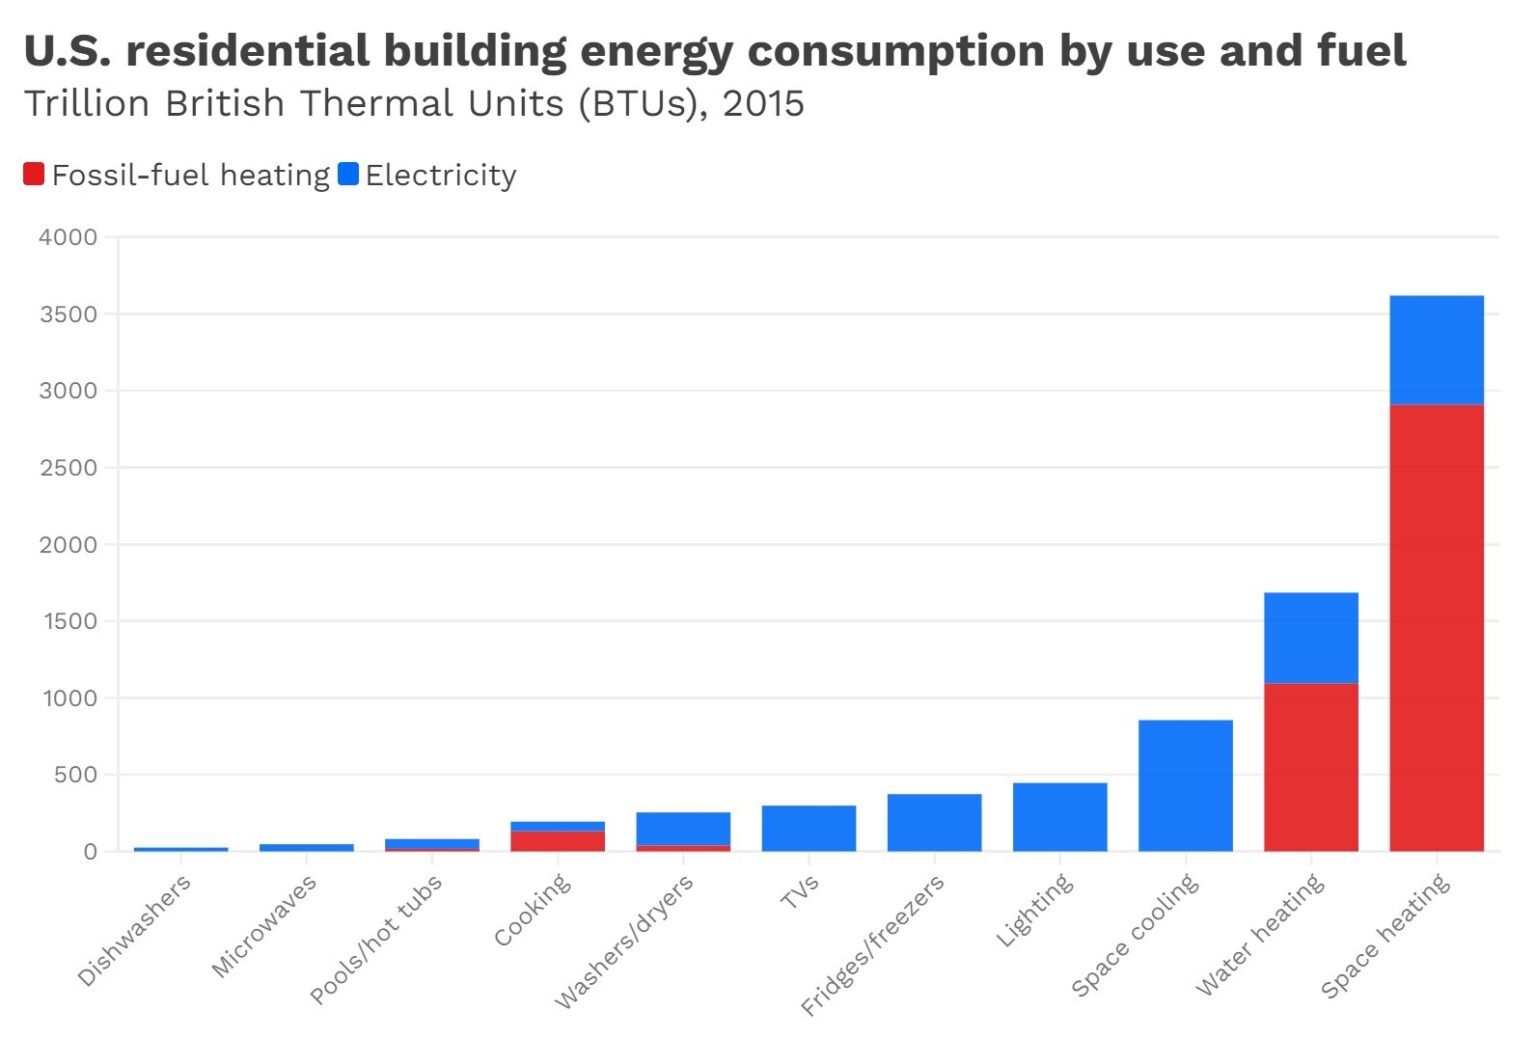 U.S. residential building energy consumption by use and fuel
Trillion British Thermal Units (BTUs), 2015
Fossil-fuel heating Electricity
4000
3500
3000
2500
2000
1500
1000
500
0
Dishwashers
Microwaves
Pools/hot tubs
Cooking
Washers/dryers
TVs
Fridges/freezers
Lighting
Space cooling
Water heating
Space heating